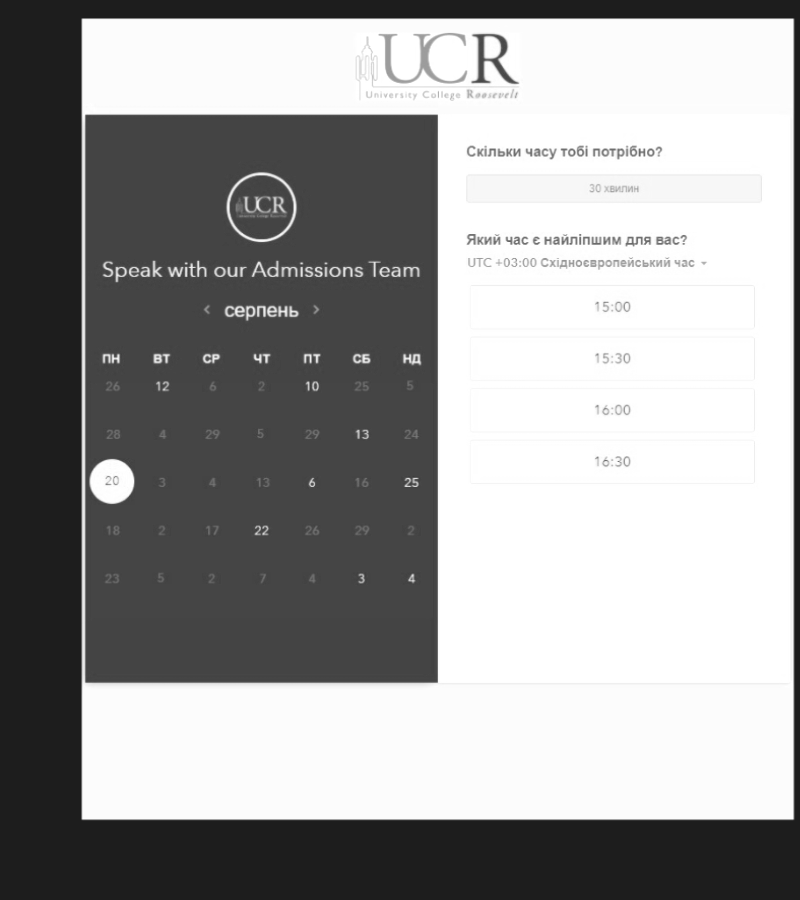 UCR
University College Roosevelt
UCR
Speak with our Admissions Team
< серпень >
ПН ВТ СР ЧТ ПТ СБ НД
26 12 6 2 10 25 5
28 4 29 5 29 13 24
20 3 4 13 6 16 25
18 2 17 22 26 29 2
23 5 2 7 4 3 4
Скільки часу тобі потрібно?
30 хвилин
Який час є найліпшим для вас?
UTC +03:00 Східноєвропейський час
15:00
15:30
16:00
16:30